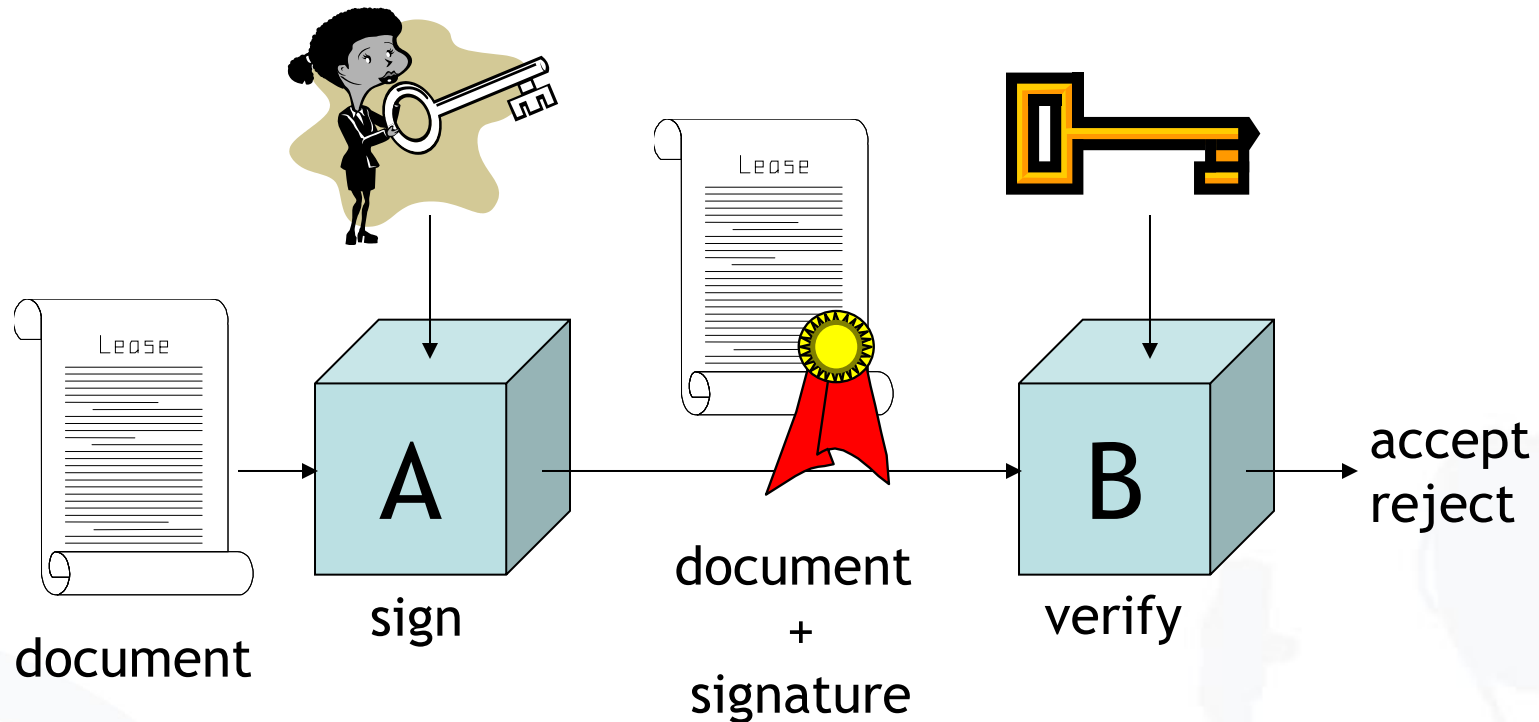 Lease
document
A
sign
Lease
document
+
signature
B
verify
accept
reject